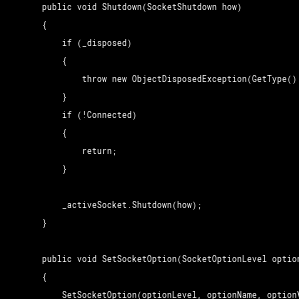 public void Shutdown(SocketShutdown how)
{
if (_disposed)
{
throw new ObjectDisposedException(GetType()
}
if (!Connected)
{
return;
}
_activeSocket.Shutdown(how);
}
public void SetSocketOption(SocketOptionLevel option
{
SetSocketOption(optionLevel, optionName, optionV